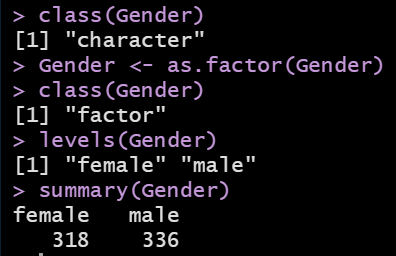 > class(Gender)
[1] "character"
> Gender <- as.factor(Gender)
> class(Gender)
[1] "factor"
> levels(Gender)
[1] "female" "male"
> summary(Gender)
female   male
   318    336